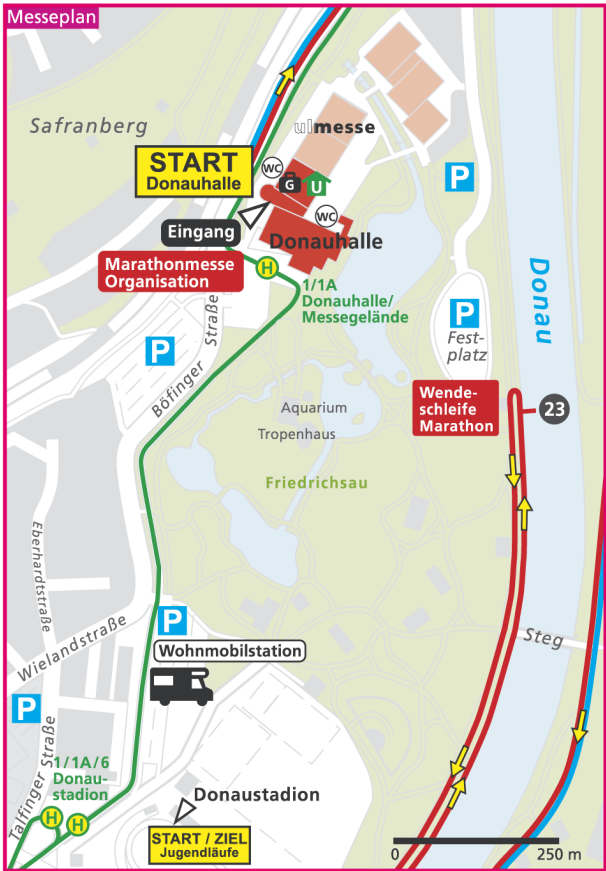 Messeplan
Safranberg
ulmesse
START
Donauhalle
WC
G
U
P
Eingang
WC
Donauhalle
Marathonmesse
Organisation
H
1/1A
Donauhalle/
Messegelände
Donau
P
Fest-
platz
P
Böfinger Straße
Wende-
schleife
Marathon
23
Aquarium
Tropenhaus
Friedrichsau
Eberhardtstraße
Wielandstraße
P
Steg
Wohnmobilstation
P
Talfinger Straße
1/1A/6
Donau-
stadion
H
H
Donaustadion
START / ZIEL
Jugendläufe
0
250 m